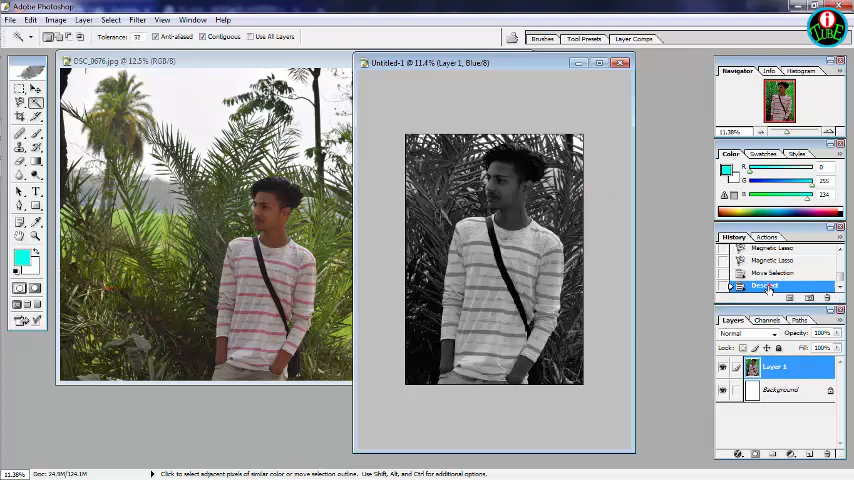 Adobe Photoshop
File Edit Image Layer Select Filter View Window Help
Tolerance: 32 Anti-aliased Contiguous Use All Layers
Brushes Tool Presets Layer Comps
i
TUBE
DSC_0676.jpg @ 12.5% (RGB/8)
Untitled-1 @ 11.4% (Layer 1, Blue/8)
Navigator Info Histogram
11.38%
Color Swatches Styles
R 0
G 255
B 234
History Actions
Magnetic Lasso
Magnetic Lasso
Move Selection
Deselect
Layers Channels Paths
Normal Opacity: 100%
Lock: Fill: 100%
Layer 1
Background
11.38% Doc: 24.9M/124.1M Click to select adjacent pixels of similar color or move selection outline. Use Shift, Alt, and Ctrl for additional options.